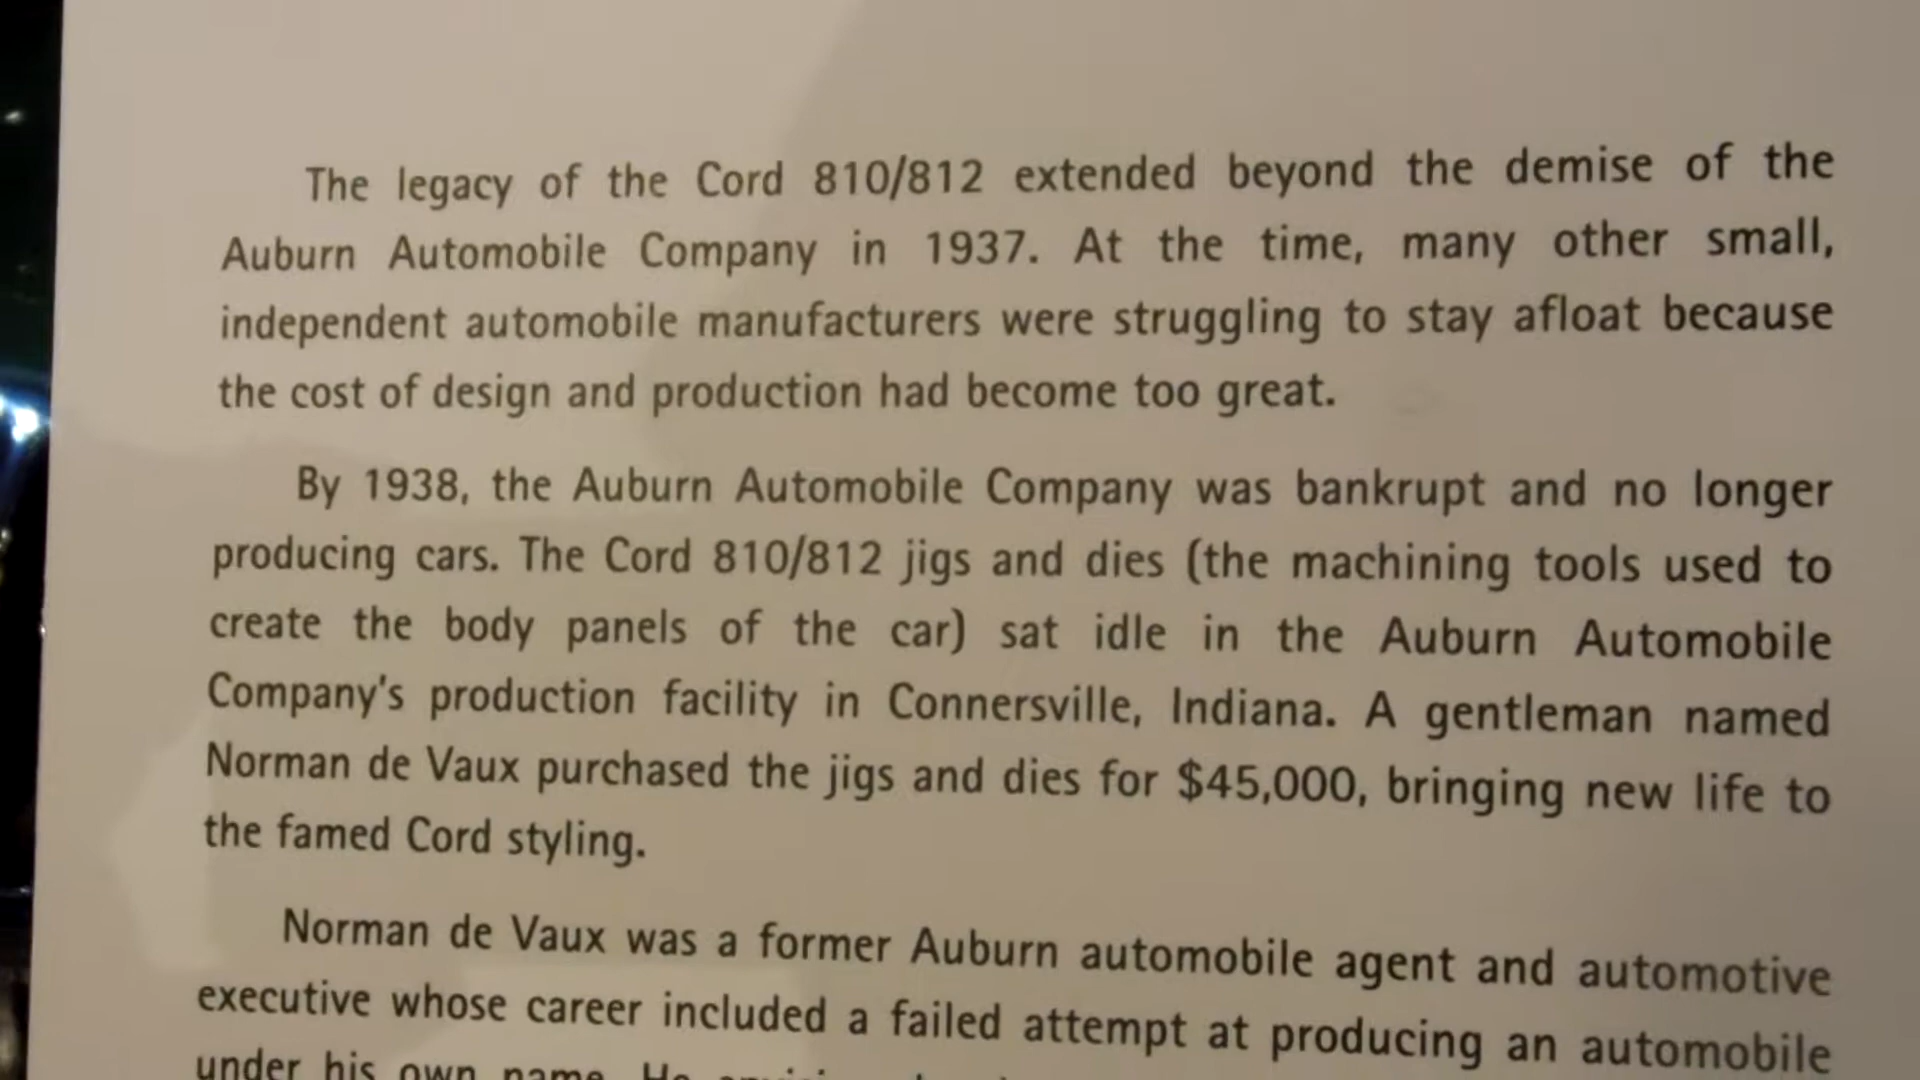 The legacy of the Cord 810/812 extended beyond the demise of the
Auburn Automobile Company in 1937. At the time, many other small,
independent automobile manufacturers were struggling to stay afloat because
the cost of design and production had become too great.
By 1938, the Auburn Automobile Company was bankrupt and no longer
producing cars. The Cord 810/812 jigs and dies (the machining tools used to
create the body panels of the car) sat idle in the Auburn Automobile
Company's production facility in Connersville, Indiana. A gentleman named
Norman de Vaux purchased the jigs and dies for $45,000, bringing new life to
the famed Cord styling.
Norman de Vaux was a former Auburn automobile agent and automotive
executive whose career included a failed attempt at producing an automobile
under his own name. He